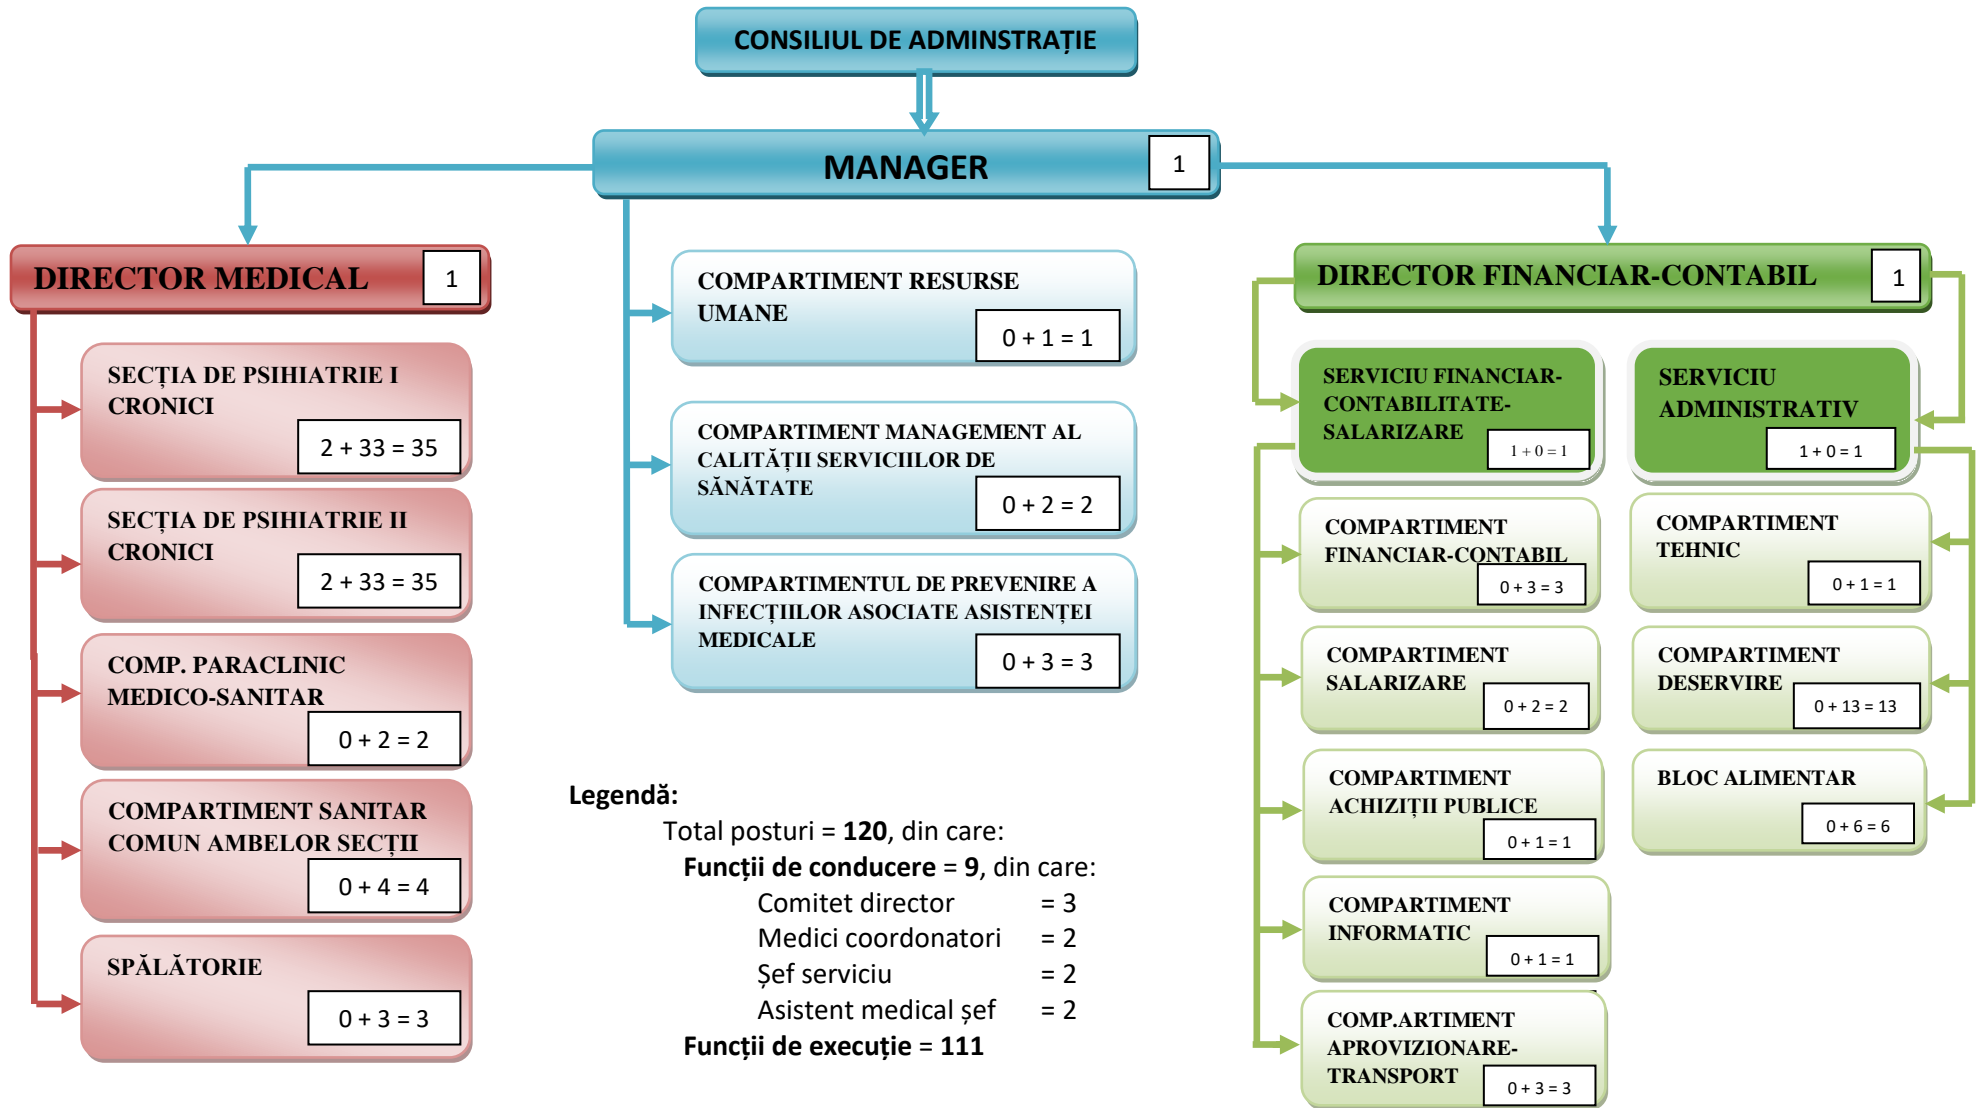 CONSILIUL DE ADMINSTRAȚIE
MANAGER
1
DIRECTOR MEDICAL
1
SECȚIA DE PSIHIATRIE I
CRONICI
2 + 33 = 35
SECȚIA DE PSIHIATRIE II
CRONICI
2 + 33 = 35
COMP. PARACLINIC
MEDICO-SANITAR
0 + 2 = 2
COMPARTIMENT SANITAR
COMUN AMBELOR SECȚII
0 + 4 = 4
SPĂLĂTORIE
0 + 3 = 3
COMPARTIMENT RESURSE
UMANE
0 + 1 = 1
COMPARTIMENT MANAGEMENT AL
CALITĂȚII SERVICIILOR DE
SĂNĂTATE
0 + 2 = 2
COMPARTIMENTUL DE PREVENIRE A
INFECȚIILOR ASOCIATE ASISTENȚEI
MEDICALE
0 + 3 = 3
Legendă:
Total posturi = 120, din care:
Funcții de conducere = 9, din care:
Comitet director = 3
Medici coordonatori = 2
Șef serviciu = 2
Asistent medical șef = 2
Funcții de execuție = 111
DIRECTOR FINANCIAR-CONTABIL
1
SERVICIU FINANCIAR-
CONTABILITATE-
SALARIZARE
1 + 0 = 1
COMPARTIMENT
FINANCIAR-CONTABIL
0 + 3 = 3
COMPARTIMENT
SALARIZARE
0 + 2 = 2
COMPARTIMENT
ACHIZIȚII PUBLICE
0 + 1 = 1
COMPARTIMENT
INFORMATIC
0 + 1 = 1
COMP.ARTIMENT
APROVIZIONARE-
TRANSPORT
0 + 3 = 3
SERVICIU
ADMINISTRATIV
1 + 0 = 1
COMPARTIMENT
TEHNIC
0 + 1 = 1
COMPARTIMENT
DESERVIRE
0 + 13 = 13
BLOC ALIMENTAR
0 + 6 = 6